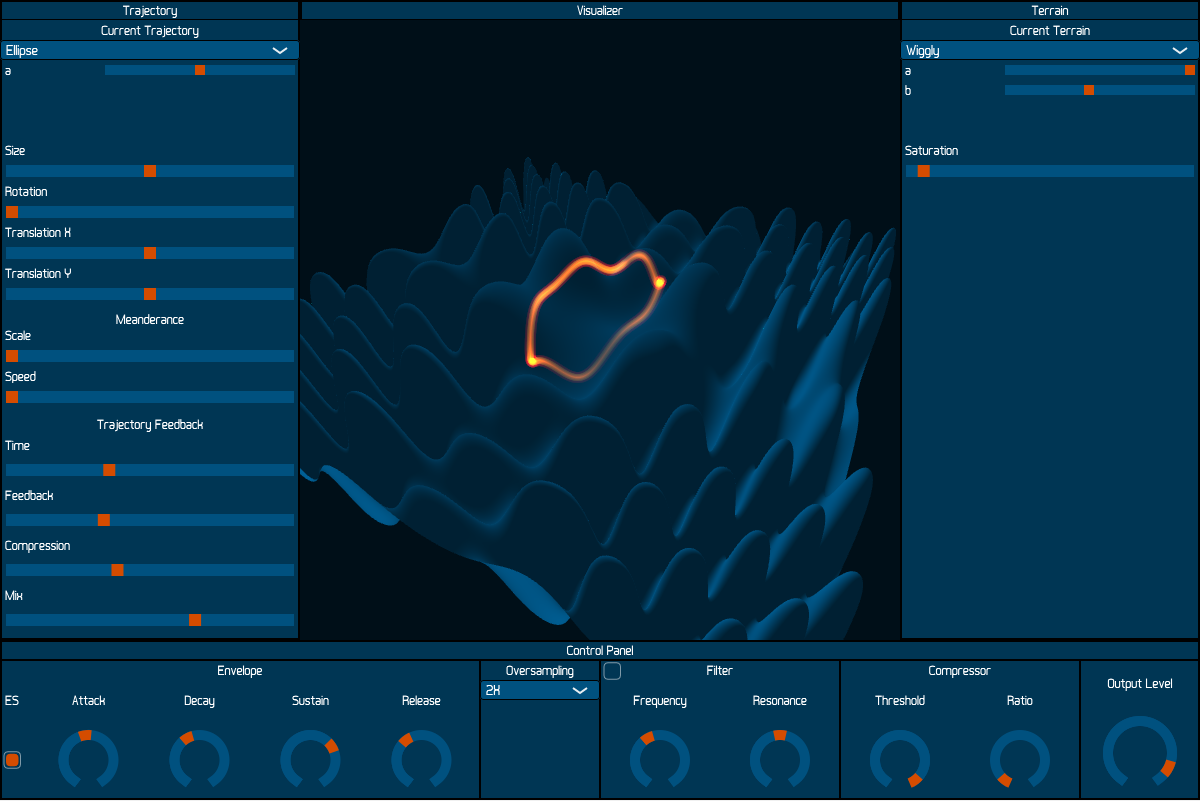 Trajectory
Current Trajectory
Ellipse
a
Size
Rotation
Translation X
Translation Y
Meanderance
Scale
Speed
Trajectory Feedback
Time
Feedback
Compression
Mix
Visualizer
Terrain
Current Terrain
Wiggly
a
b
Saturation
Control Panel
Envelope
ES
Attack
Decay
Sustain
Release
Oversampling
2X
Filter
Frequency
Resonance
Compressor
Threshold
Ratio
Output Level